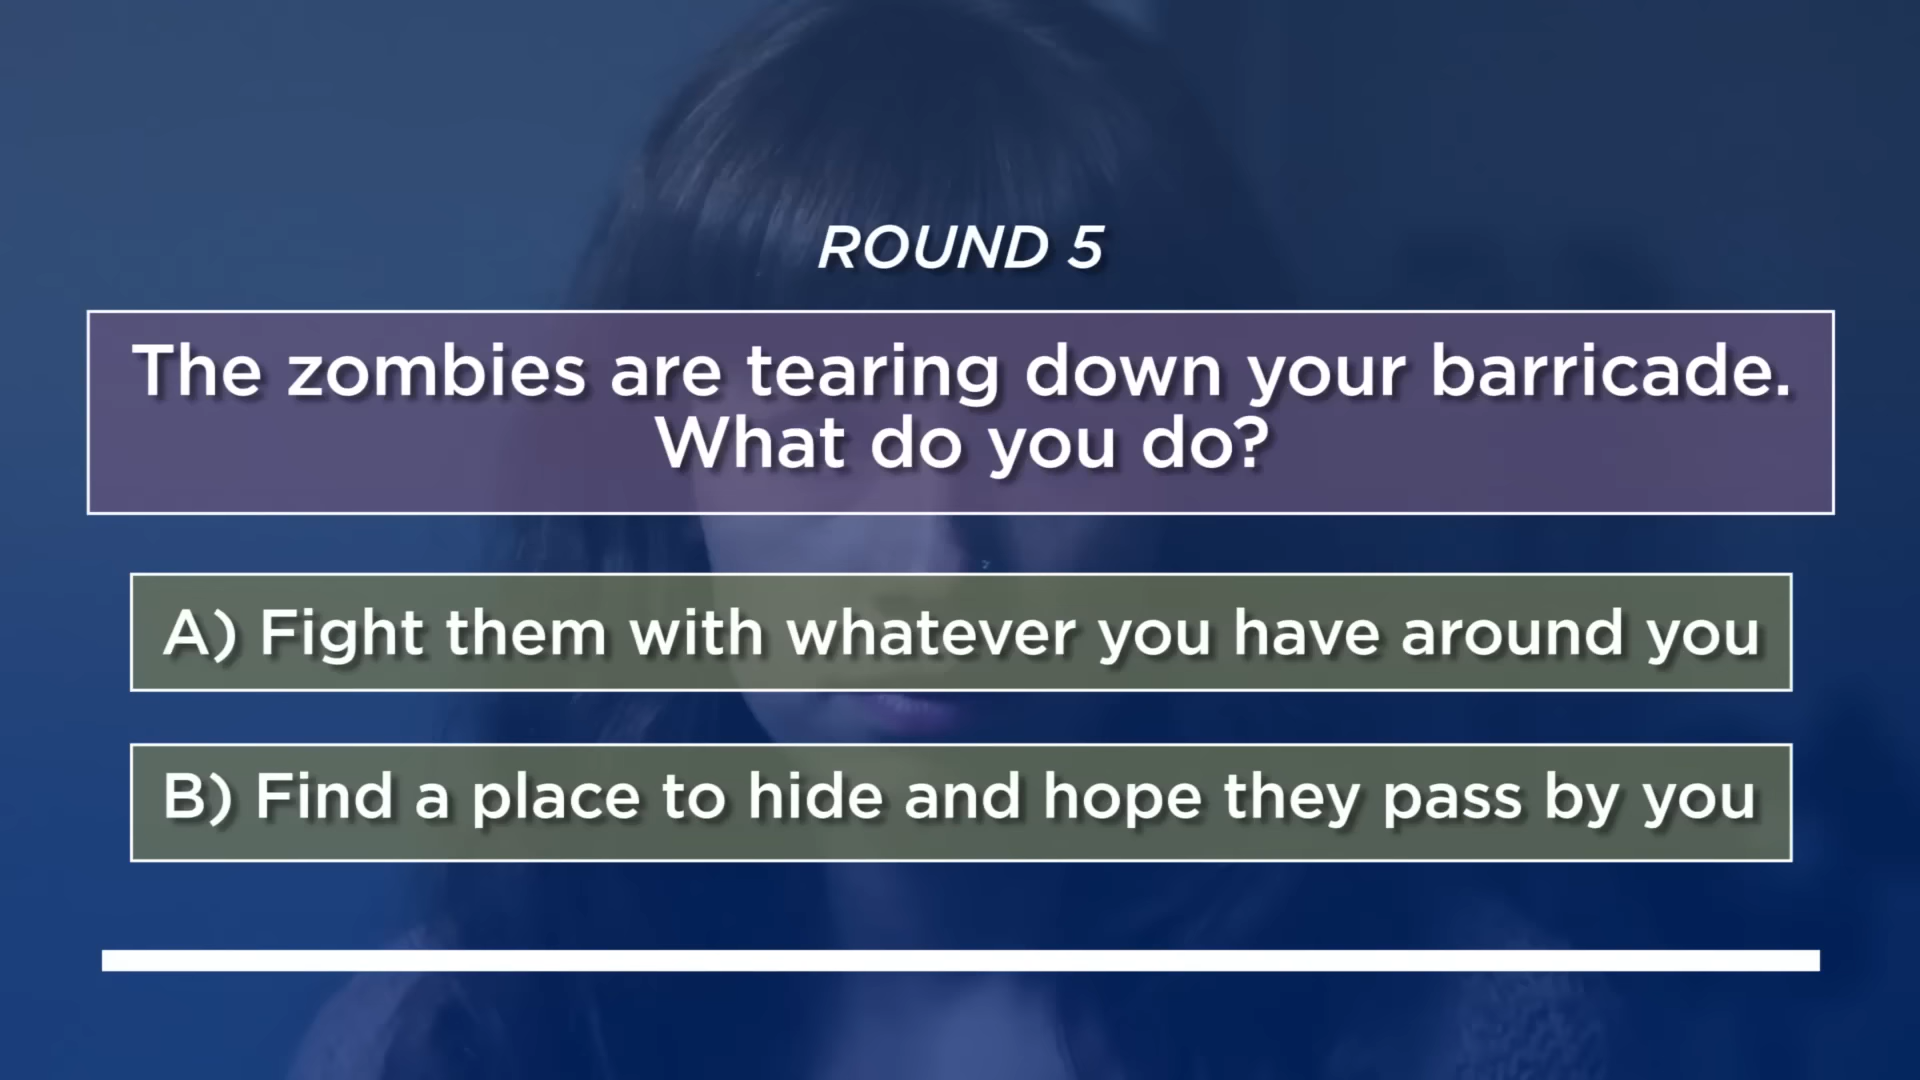 ROUND 5
The zombies are tearing down your barricade.
What do you do?
A) Fight them with whatever you have around you
B) Find a place to hide and hope they pass by you